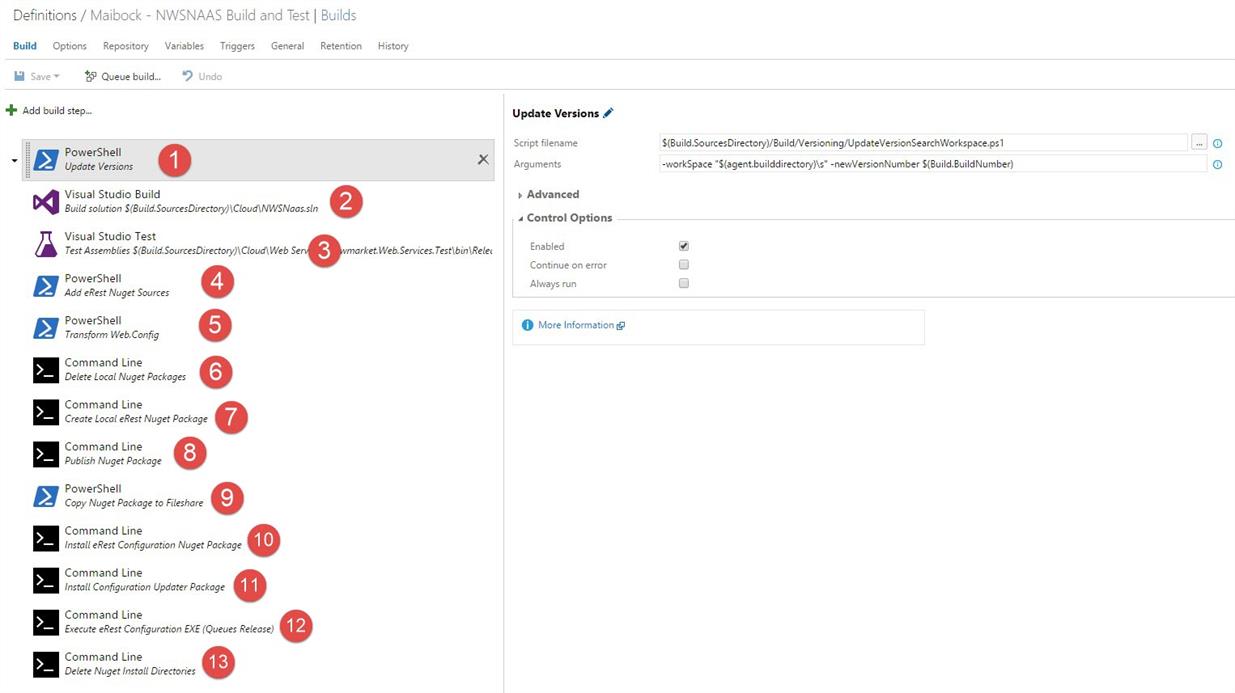 Definitions / Maibock - NWSNAAS Build and Test | Builds
Build Options Repository Variables Triggers General Retention History
Save Queue build... Undo
Add build step...
PowerShell
Update Versions
1
Visual Studio Build
Build solution $(Build.SourcesDirectory)\Cloud\NWSNaas.sln
2
Visual Studio Test
Test Assemblies $(Build.SourcesDirectory)\Cloud\Web Serv wmarket.Web.Services.Test\bin\Relea
3
PowerShell
Add eRest Nuget Sources
4
PowerShell
Transform Web.Config
5
Command Line
Delete Local Nuget Packages
6
Command Line
Create Local eRest Nuget Package
7
Command Line
Publish Nuget Package
8
PowerShell
Copy Nuget Package to Fileshare
9
Command Line
Install eRest Configuration Nuget Package
10
Command Line
Install Configuration Updater Package
11
Command Line
Execute eRest Configuration EXE (Queues Release)
12
Command Line
Delete Nuget Install Directories
13
Update Versions
Script filename $(Build.SourcesDirectory)/Build/Versioning/UpdateVersionSearchWorkspace.ps1 ...
Arguments -workSpace "$(agent.builddirectory)\s" -newVersionNumber $(Build.BuildNumber)
Advanced
Control Options
Enabled
Continue on error
Always run
More Information